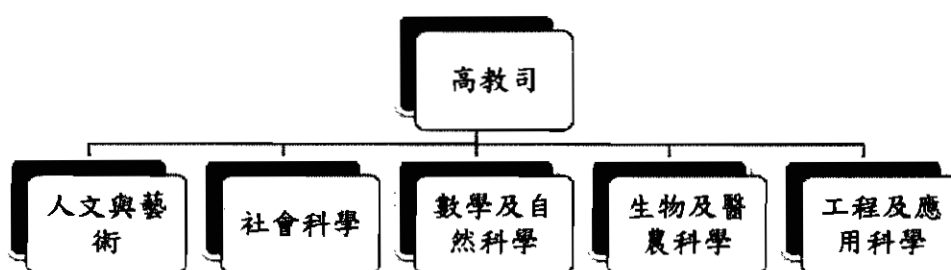 高教司
人文與藝
術
社會科學
數學及自
然科學
生物及醫
農科學
工程及應
用科學